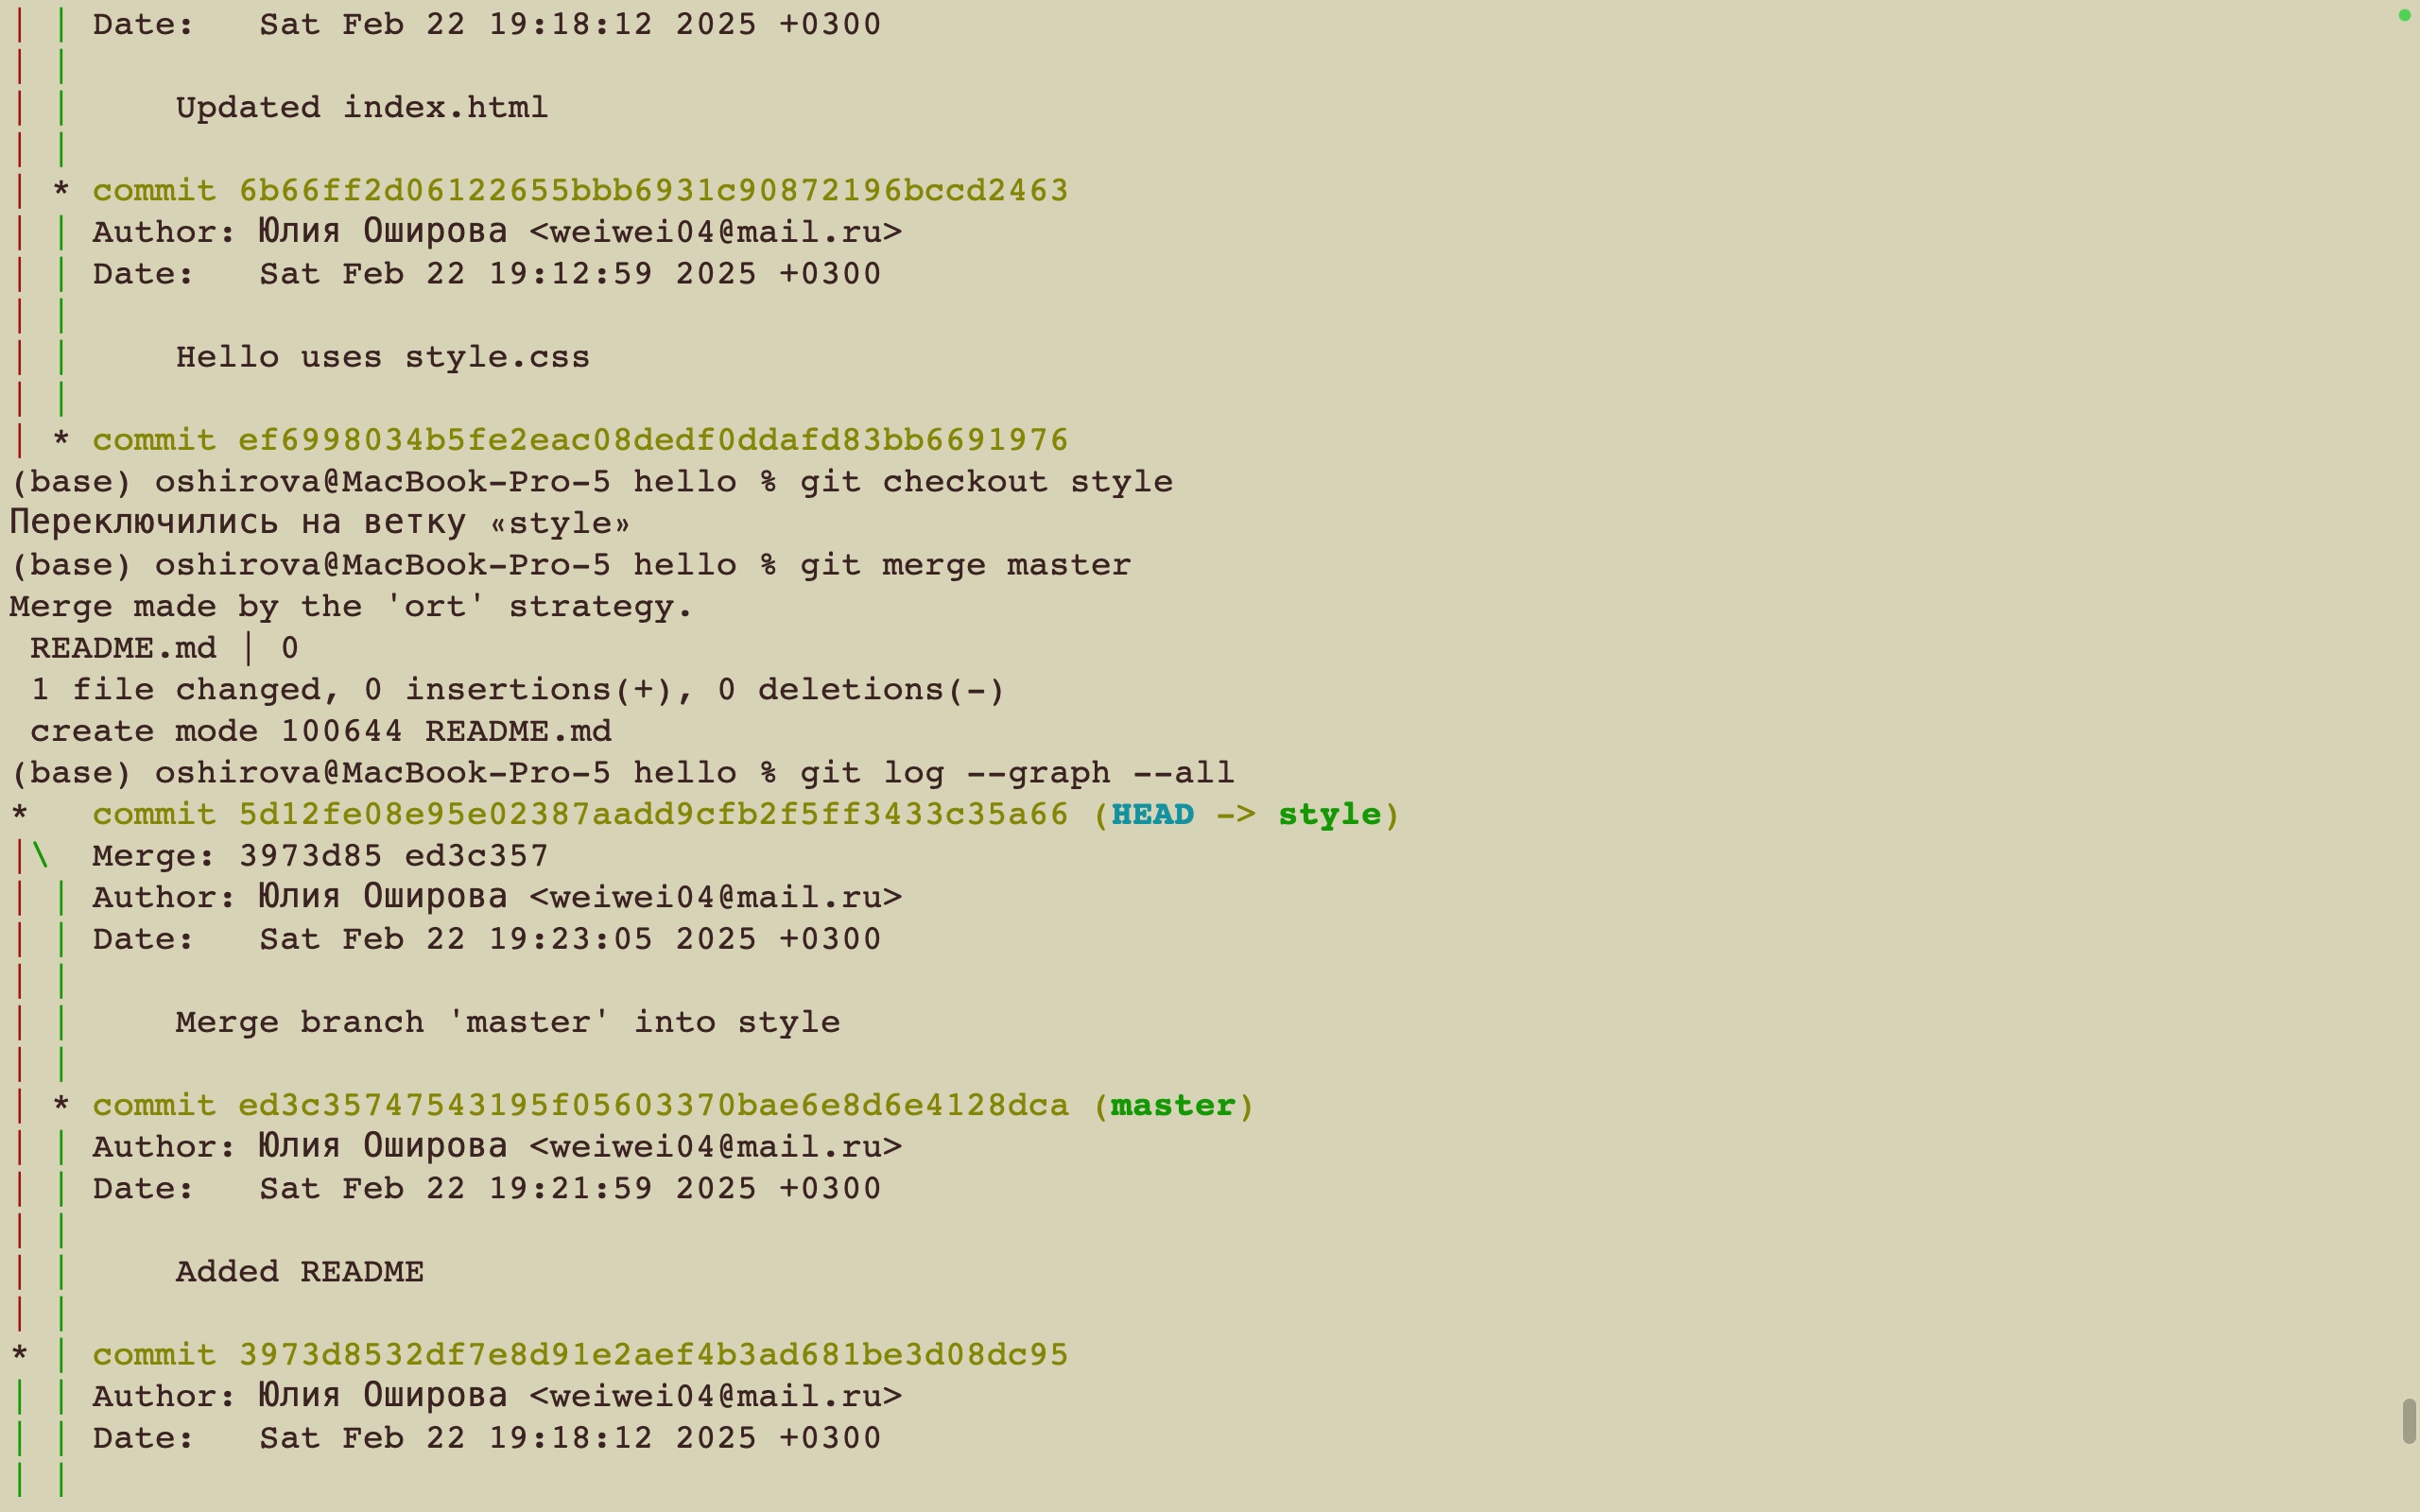 | | Date:   Sat Feb 22 19:18:12 2025 +0300
| |
| |     Updated index.html
| |
| * commit 6b66ff2d06122655bbb6931c90872196bccd2463
| | Author: Юлия Оширова <weiwei04@mail.ru>
| | Date:   Sat Feb 22 19:12:59 2025 +0300
| |
| |     Hello uses style.css
| |
| * commit ef6998034b5fe2eac08dedf0ddafd83bb6691976
(base) oshirova@MacBook-Pro-5 hello % git checkout style
Переключились на ветку «style»
(base) oshirova@MacBook-Pro-5 hello % git merge master
Merge made by the 'ort' strategy.
 README.md | 0
 1 file changed, 0 insertions(+), 0 deletions(-)
 create mode 100644 README.md
(base) oshirova@MacBook-Pro-5 hello % git log --graph --all
*   commit 5d12fe08e95e02387aadd9cfb2f5ff3433c35a66 (HEAD -> style)
|\  Merge: 3973d85 ed3c357
| | Author: Юлия Оширова <weiwei04@mail.ru>
| | Date:   Sat Feb 22 19:23:05 2025 +0300
| |
| |     Merge branch 'master' into style
| |
| * commit ed3c35747543195f05603370bae6e8d6e4128dca (master)
| | Author: Юлия Оширова <weiwei04@mail.ru>
| | Date:   Sat Feb 22 19:21:59 2025 +0300
| |
| |     Added README
| |
* | commit 3973d8532df7e8d91e2aef4b3ad681be3d08dc95
| | Author: Юлия Оширова <weiwei04@mail.ru>
| | Date:   Sat Feb 22 19:18:12 2025 +0300
| |